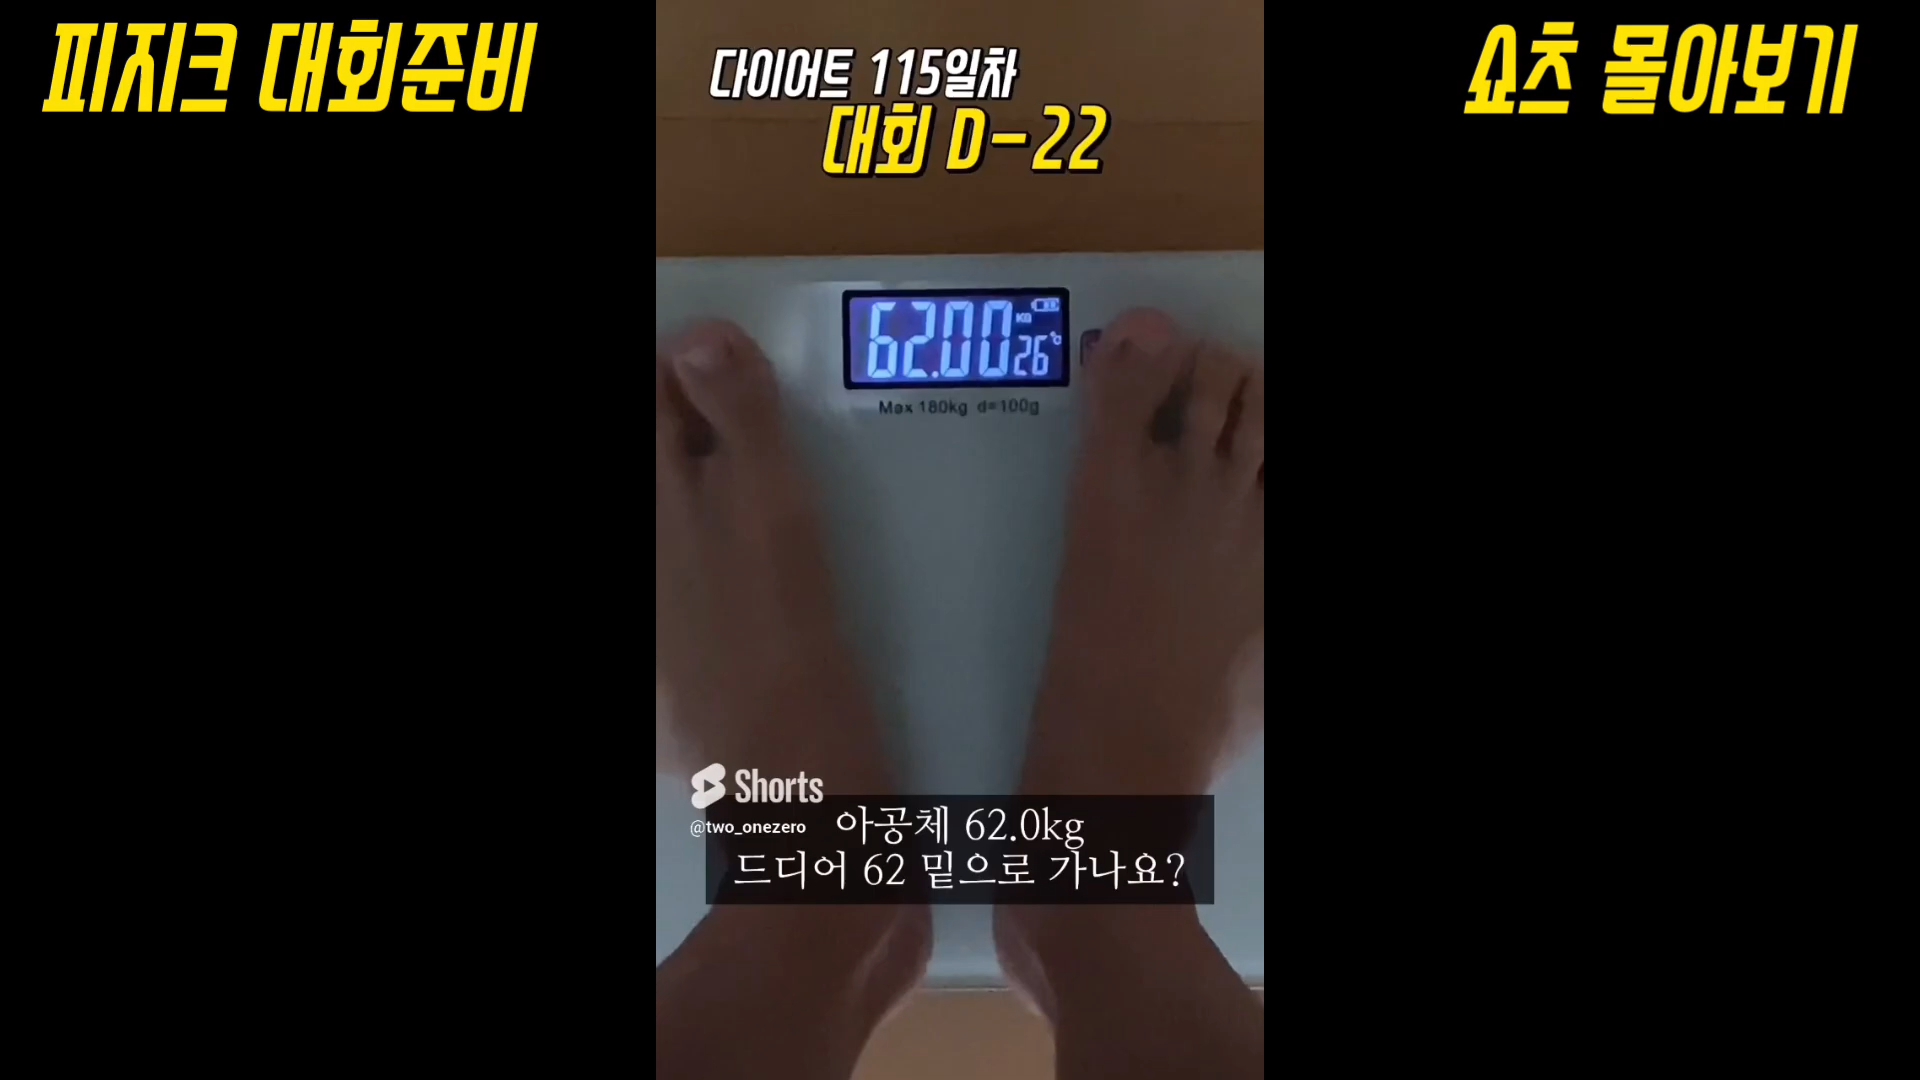 피지크 대회준비
쇼츠 몰아보기
다이어트 115일차
대회 D-22
62.00 KG
26 °C
Max 180kg d=100g
Shorts
@two_onezero
아공체 62.0kg
드디어 62 밑으로 가나요?